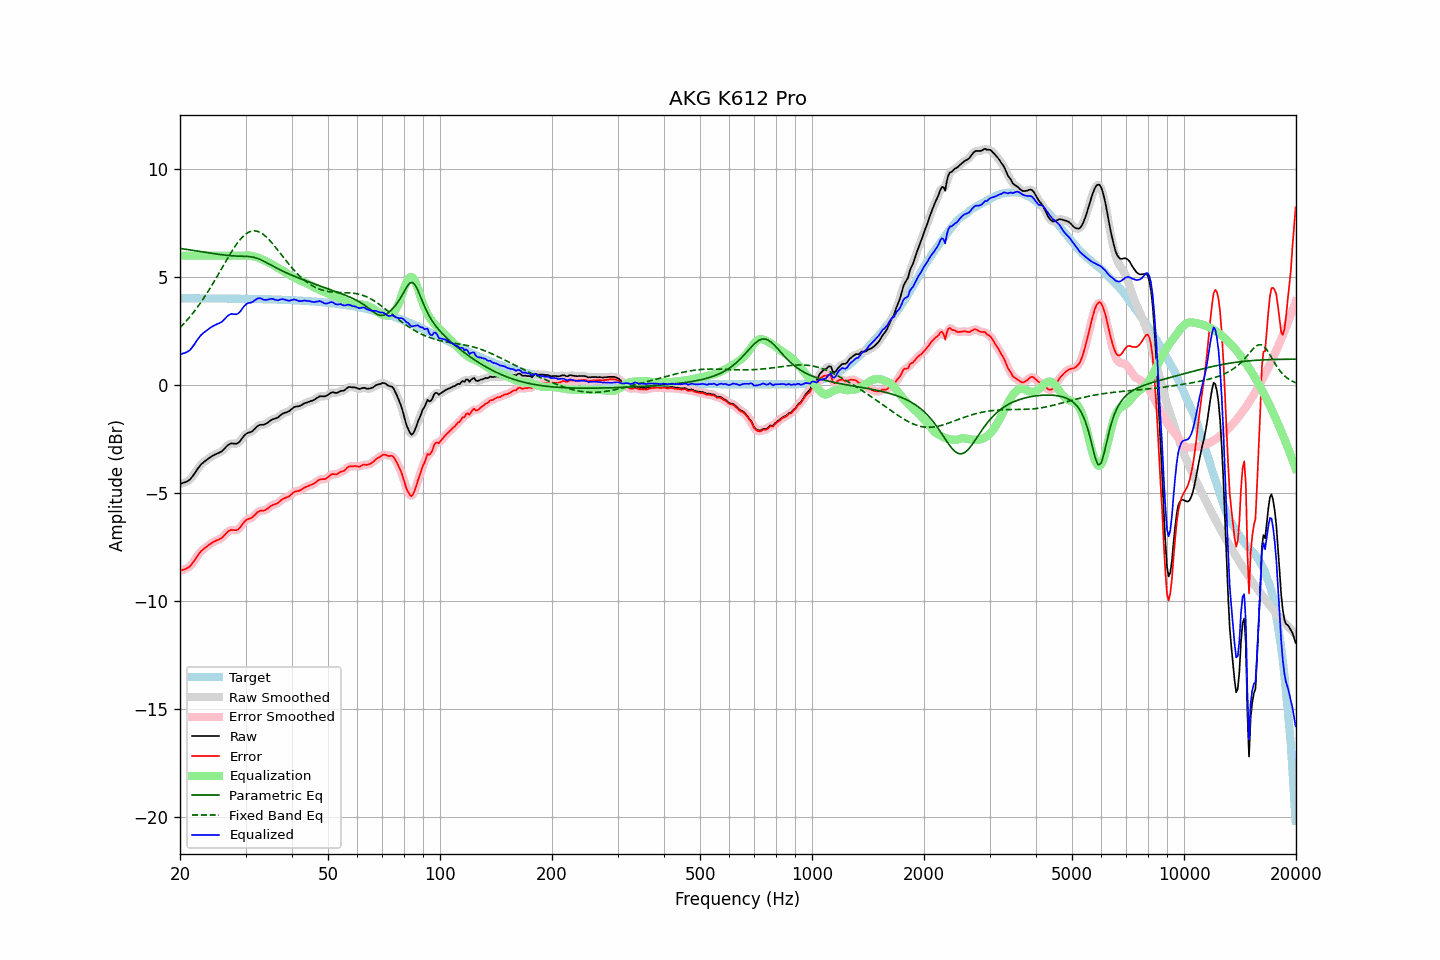 AKG K612 Pro
10
5
0
−5
−10
−15
−20
Amplitude (dBr)
Target
Raw Smoothed
Error Smoothed
Raw
Error
Equalization
Parametric Eq
Fixed Band Eq
Equalized
20 50 100 200 500 1000 2000 5000 10000 20000
Frequency (Hz)